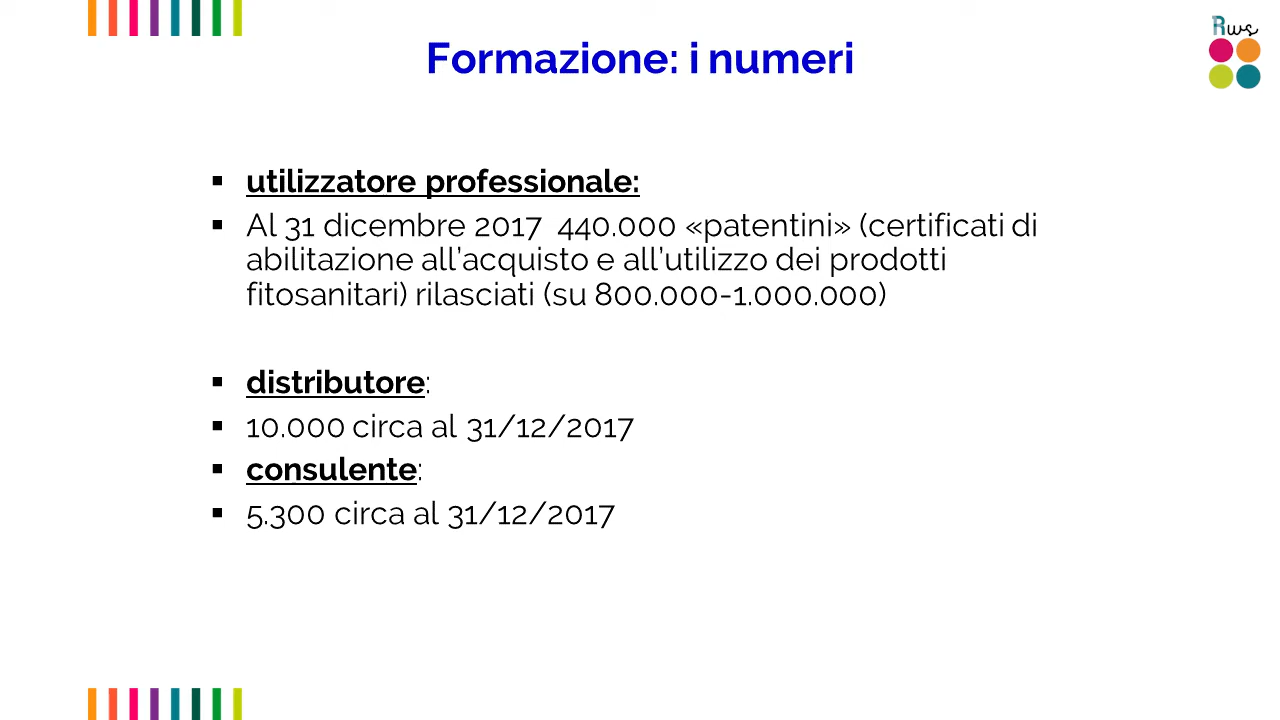 Rws
Formazione: i numeri
▪ utilizzatore professionale:
▪ Al 31 dicembre 2017 440.000 «patentini» (certificati di
abilitazione all’acquisto e all’utilizzo dei prodotti
fitosanitari) rilasciati (su 800.000-1.000.000)
▪ distributore:
▪ 10.000 circa al 31/12/2017
▪ consulente:
▪ 5.300 circa al 31/12/2017